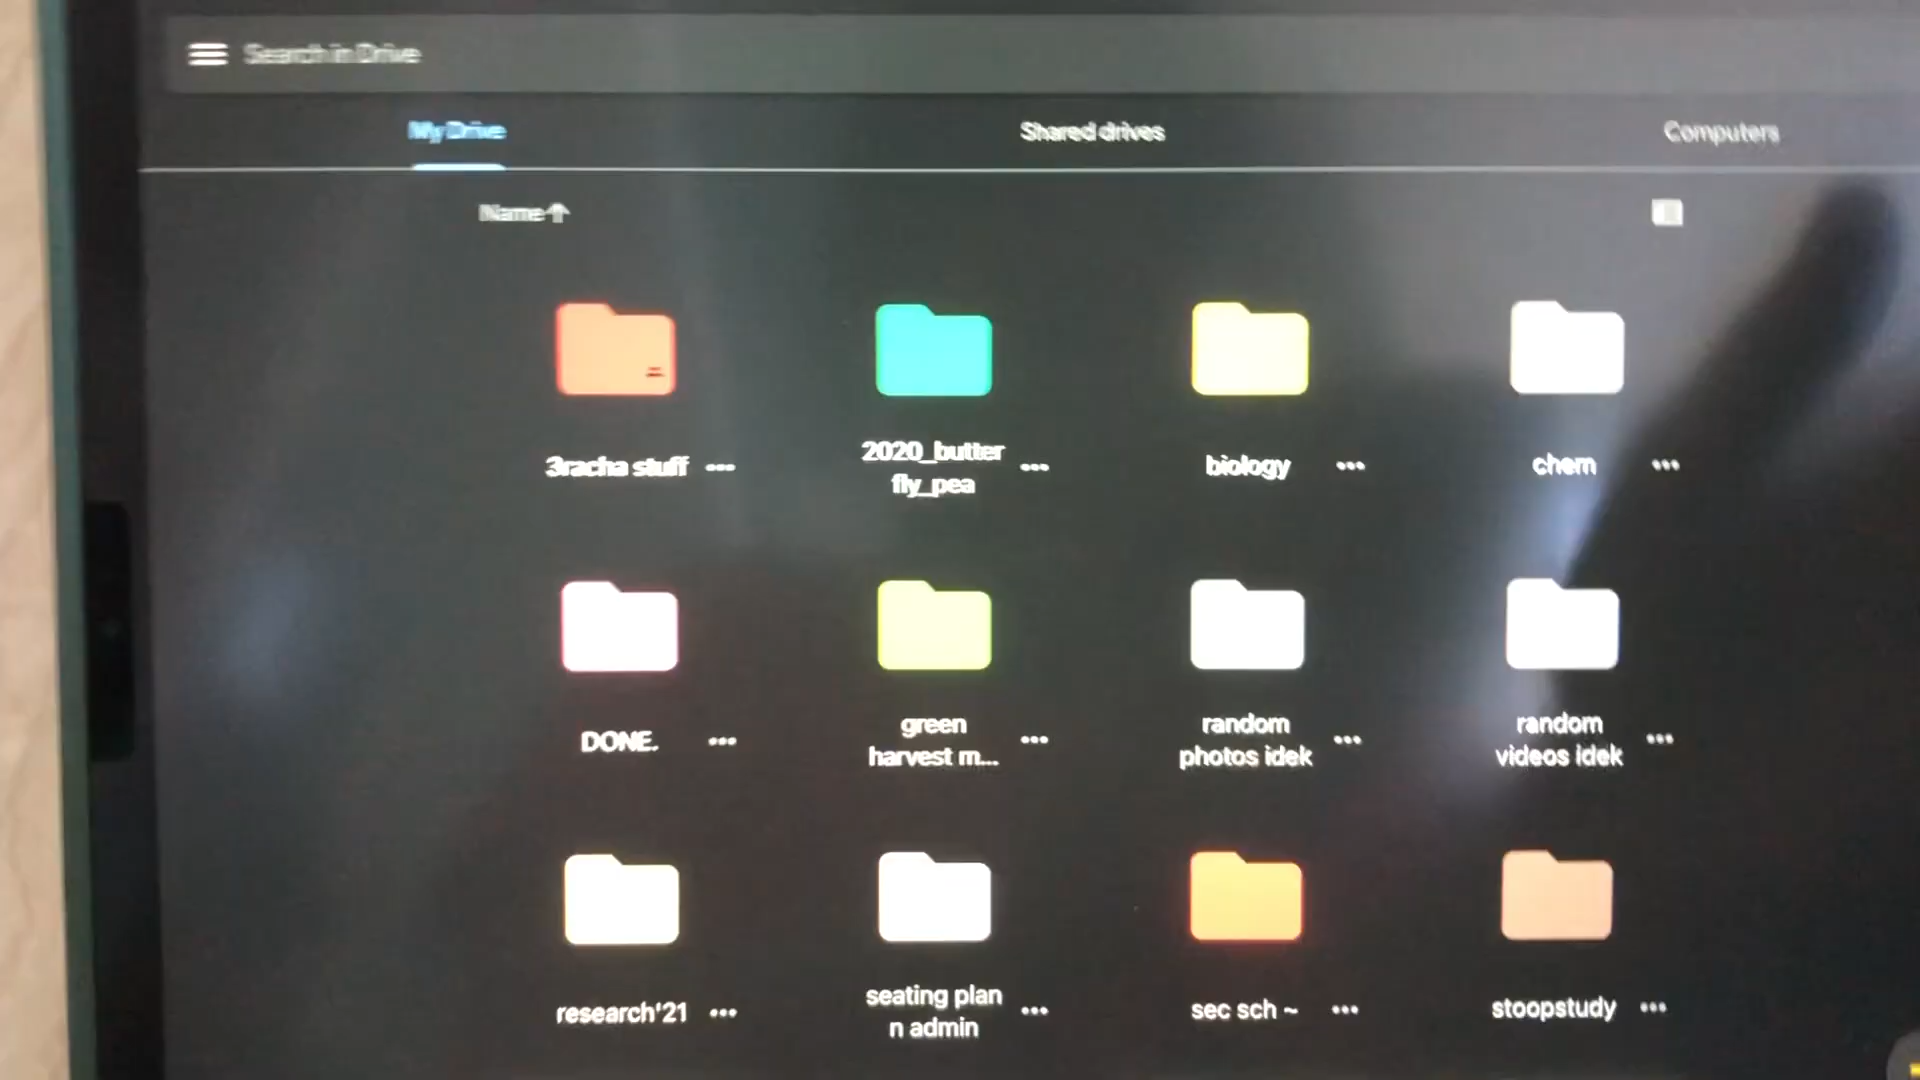 Search in Drive
My Drive
Shared drives
Computers
Name
3racha stuff
2020_butter
fly_pea
biology
chem
DONE.
green
harvest m...
random
photos idek
random
videos idek
research'21
seating plan
n admin
sec sch ~
stoopstudy